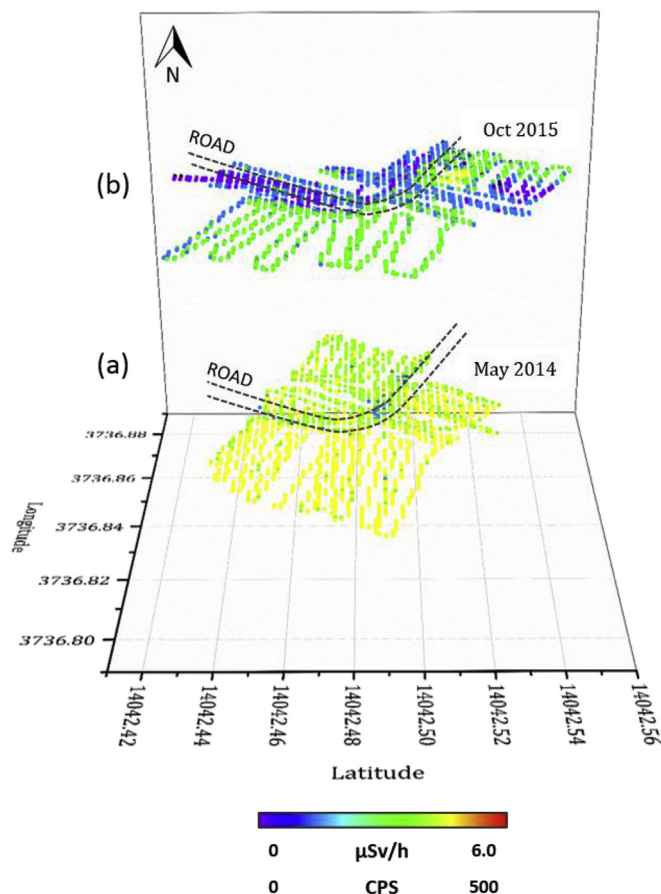 N
ROAD
Oct 2015
(b)
(a)
ROAD
May 2014
3736.88
3736.86
3736.84
3736.82
3736.80
Longitude
14042.42
14042.44
14042.46
14042.48
14042.50
14042.52
14042.54
14042.56
Latitude
0 μSv/h 6.0
0 CPS 500